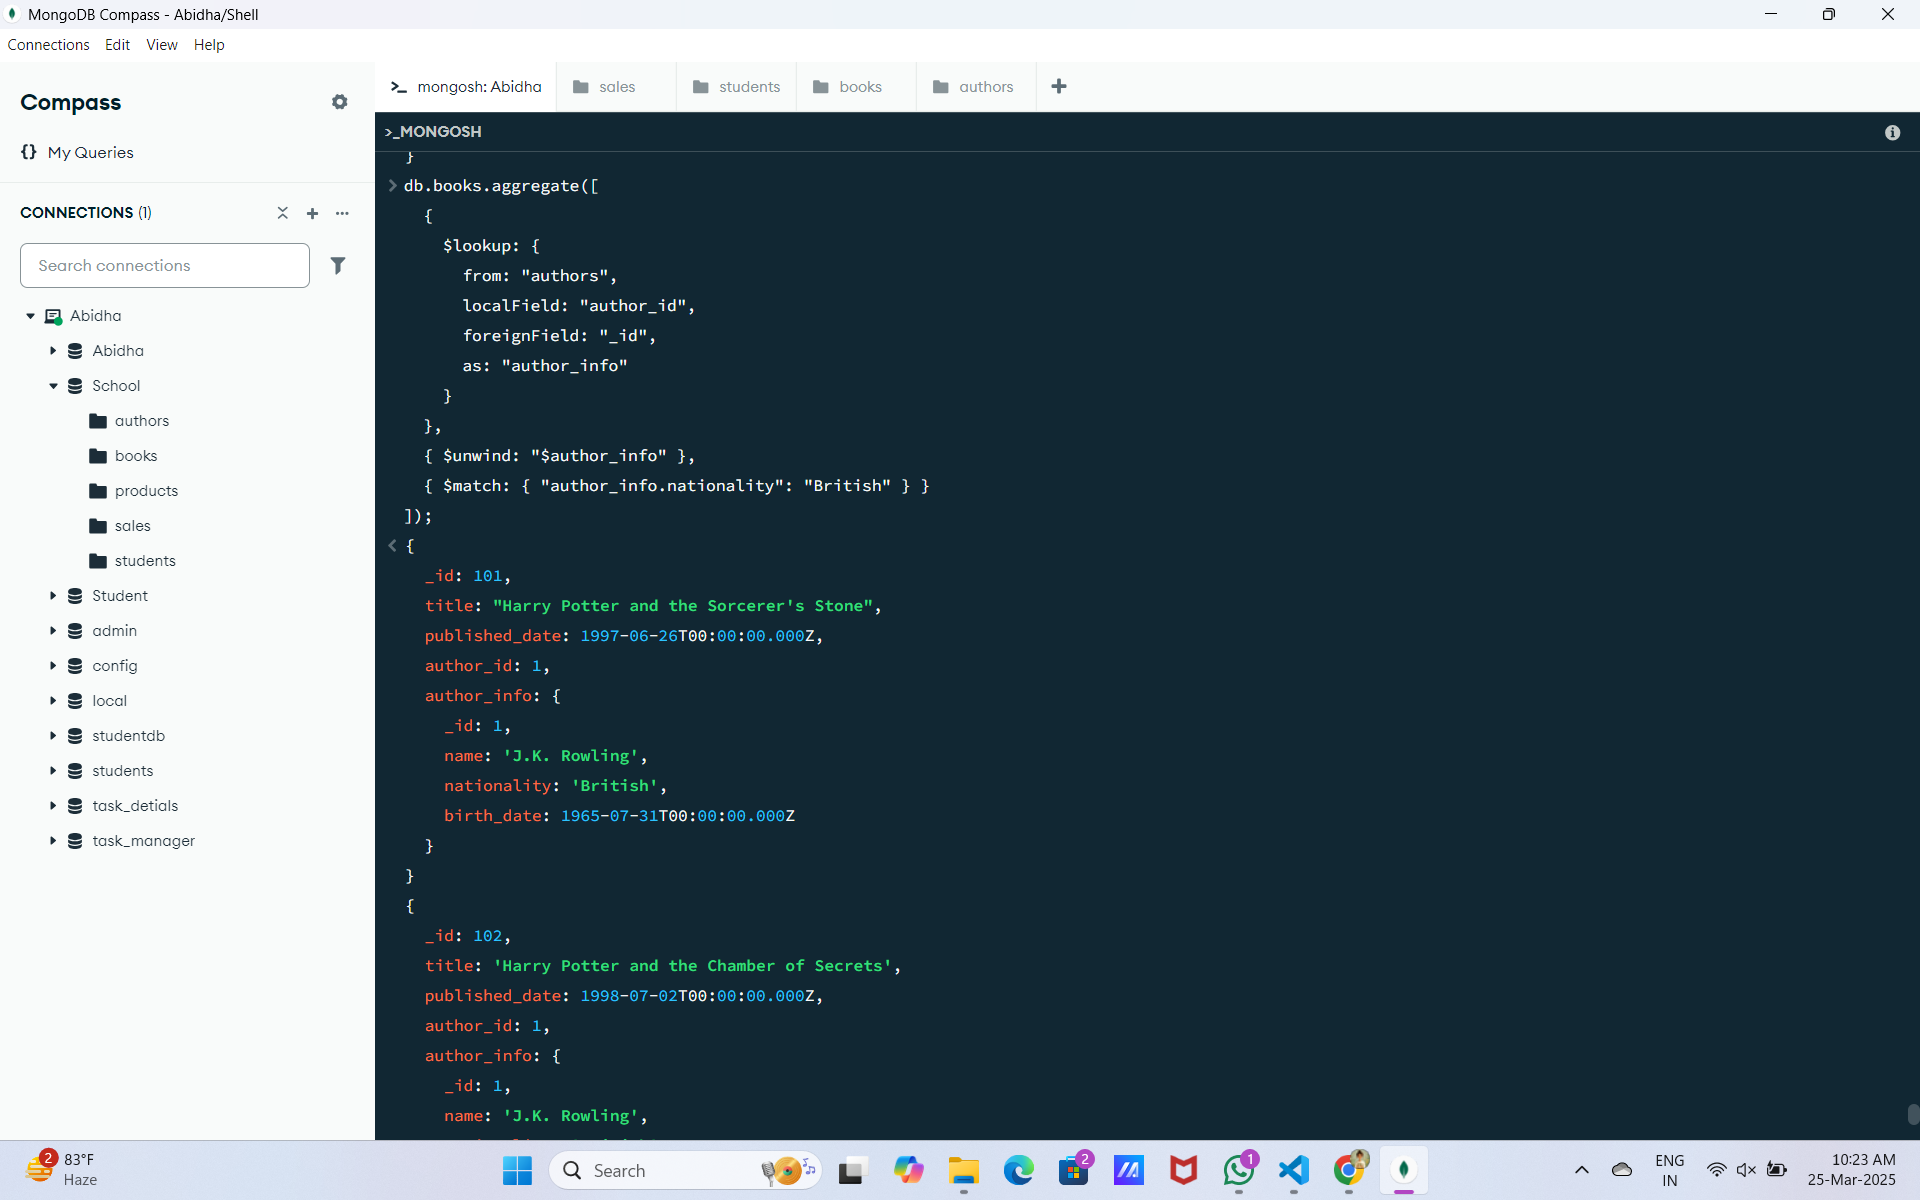 MongoDB Compass - Abidha/Shell
Connections Edit View Help
Compass
{} My Queries
CONNECTIONS (1)
Search connections
Abidha
Abidha
School
authors
books
products
sales
students
Student
admin
config
local
studentdb
students
task_detials
task_manager
>_ mongosh: Abidha sales students books authors +
>_MONGOSH
}
> db.books.aggregate([
{
$lookup: {
from: "authors",
localField: "author_id",
foreignField: "_id",
as: "author_info"
}
},
{ $unwind: "$author_info" },
{ $match: { "author_info.nationality": "British" } }
]);
< {
_id: 101,
title: "Harry Potter and the Sorcerer's Stone",
published_date: 1997-06-26T00:00:00.000Z,
author_id: 1,
author_info: {
_id: 1,
name: 'J.K. Rowling',
nationality: 'British',
birth_date: 1965-07-31T00:00:00.000Z
}
}
{
_id: 102,
title: 'Harry Potter and the Chamber of Secrets',
published_date: 1998-07-02T00:00:00.000Z,
author_id: 1,
author_info: {
_id: 1,
name: 'J.K. Rowling',
2
83°F
Haze
Search
2
1
ENG
IN
10:23 AM
25-Mar-2025